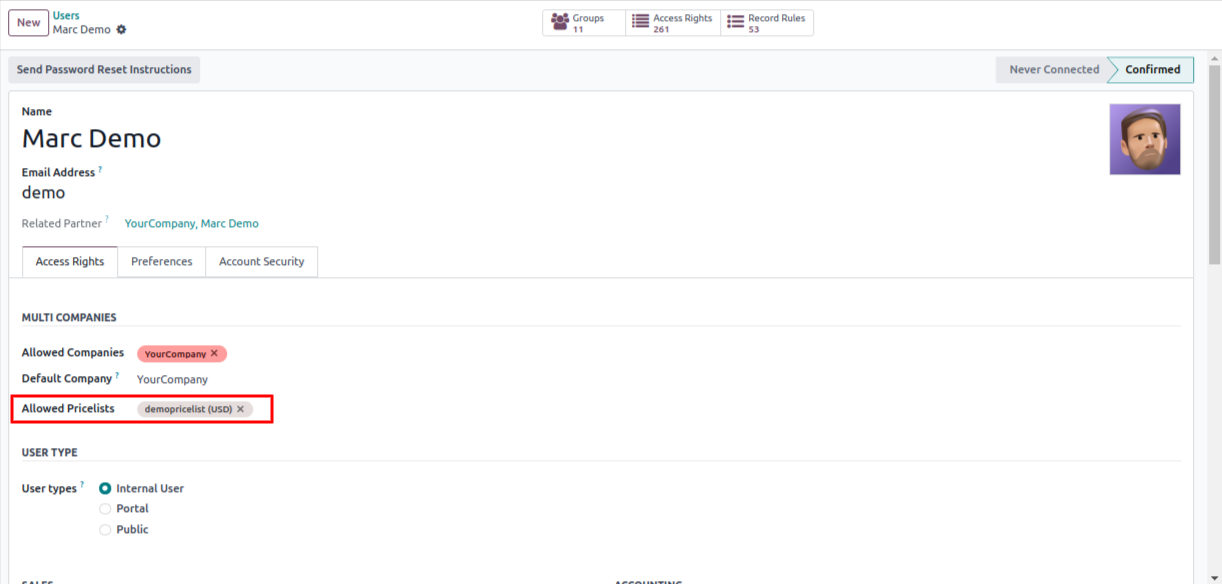 New
Users
Marc Demo
Groups
11
Access Rights
261
Record Rules
53
Send Password Reset Instructions
Never Connected
Confirmed
Name
Marc Demo
Email Address ?
demo
Related Partner ? YourCompany, Marc Demo
Access Rights Preferences Account Security
MULTI COMPANIES
Allowed Companies YourCompany ✕
Default Company ? YourCompany
Allowed Pricelists demopricelist (USD) ✕
USER TYPE
User types ? Internal User
Portal
Public
SALES ACCOUNTING